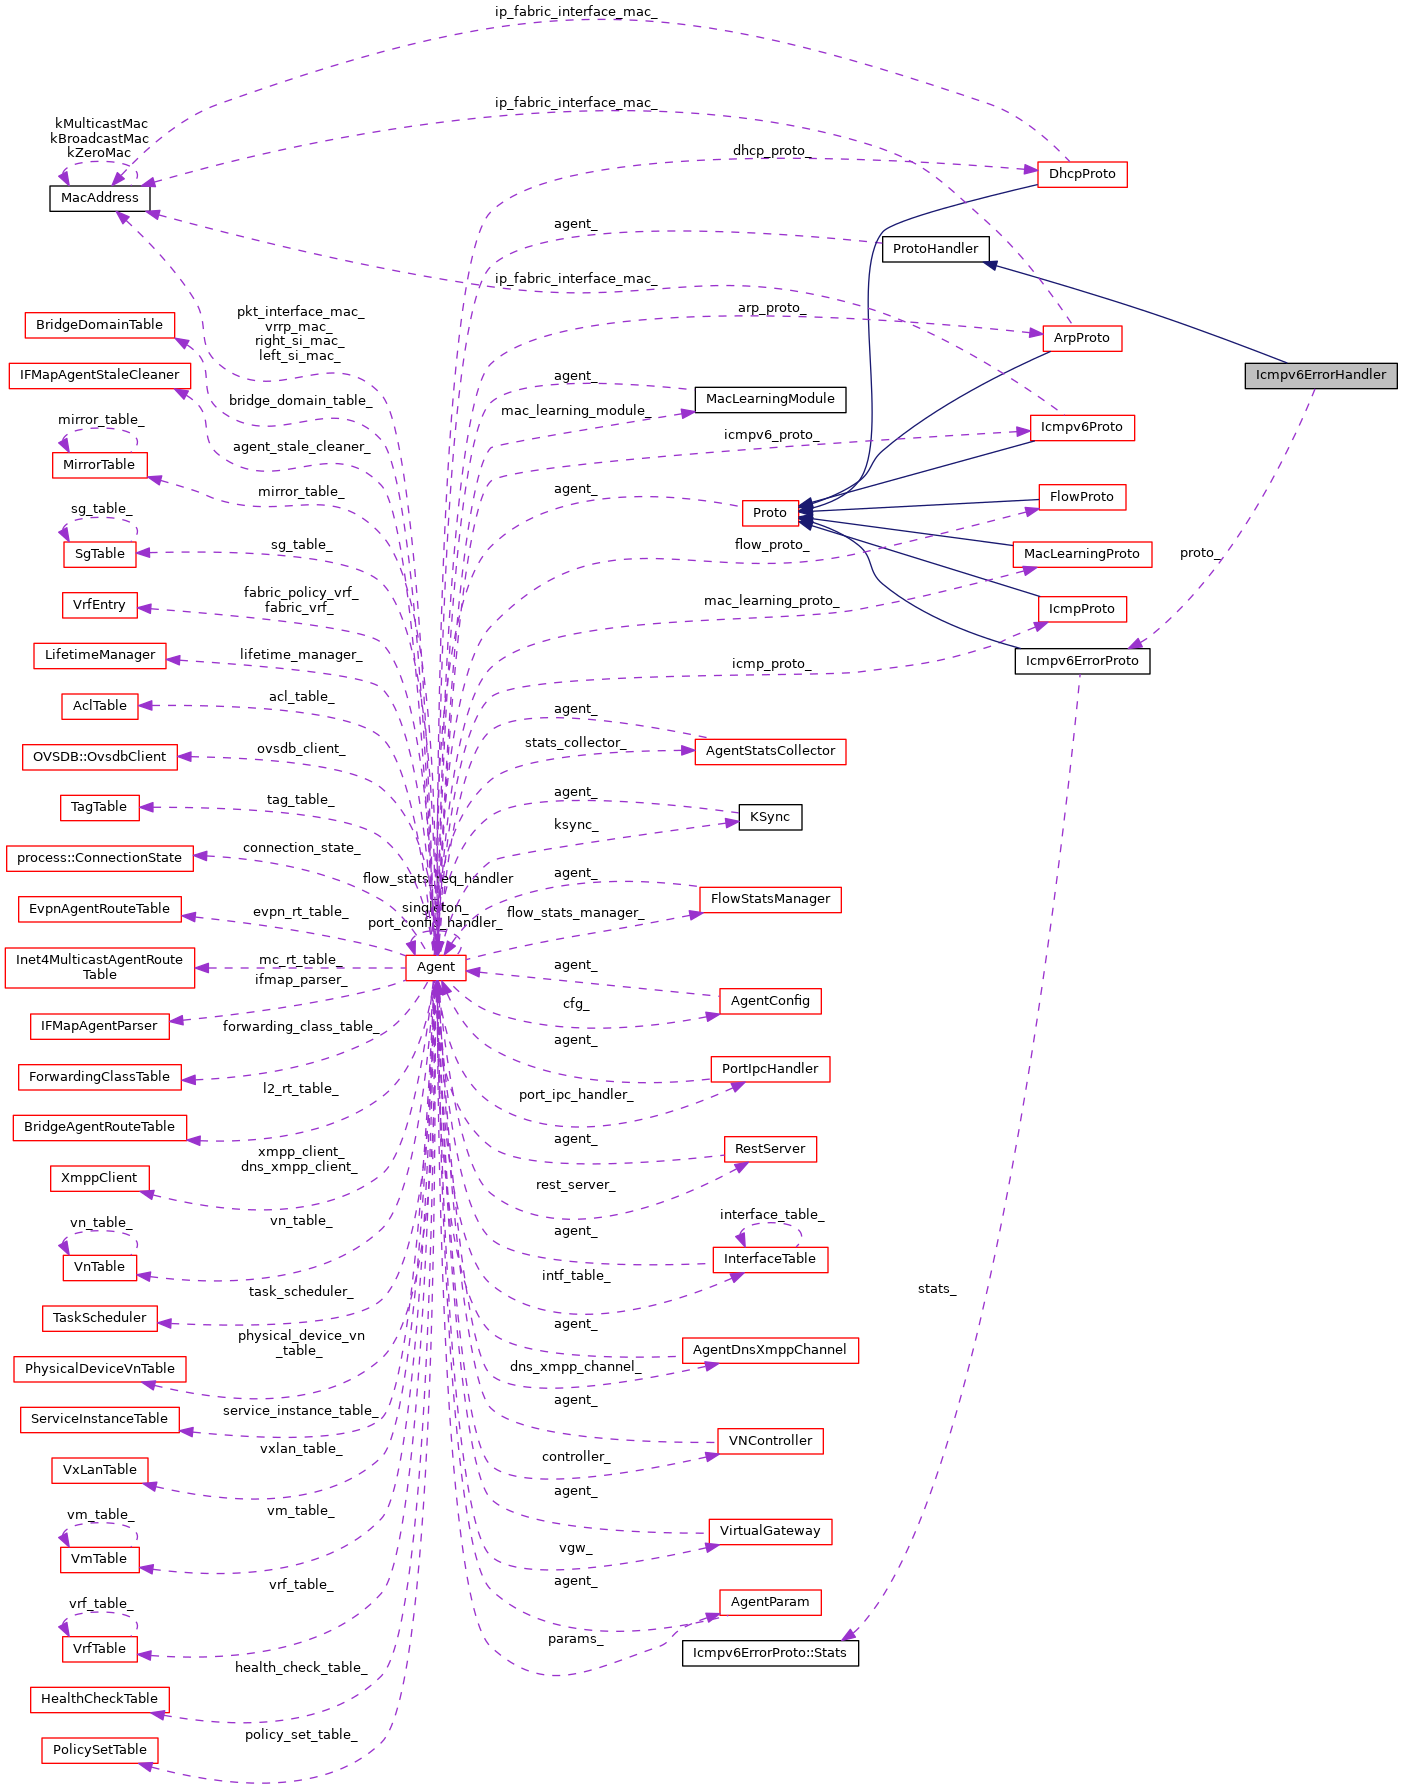 ip_fabric_interface_mac_
ip_fabric_interface_mac_
kMulticastMac
kBroadcastMac
kZeroMac
dhcp_proto_
DhcpProto
MacAddress
agent_
ProtoHandler
ip_fabric_interface_mac_
pkt_interface_mac_
vrrp_mac_
right_si_mac_
left_si_mac_
arp_proto_
BridgeDomainTable
ArpProto
IFMapAgentStaleCleaner
agent_
Icmpv6ErrorHandler
bridge_domain_table_
mac_learning_module_
MacLearningModule
mirror_table_
agent_stale_cleaner_
icmpv6_proto_
Icmpv6Proto
MirrorTable
mirror_table_
agent_
FlowProto
sg_table_
Proto
sg_table_
flow_proto_
SgTable
MacLearningProto
proto_
fabric_policy_vrf_
fabric_vrf_
VrfEntry
mac_learning_proto_
IcmpProto
lifetime_manager_
LifetimeManager
icmp_proto_
Icmpv6ErrorProto
acl_table_
AclTable
agent_
ovsdb_client_
OVSDB::OvsdbClient
stats_collector_
AgentStatsCollector
tag_table_
TagTable
agent_
ksync_
KSync
connection_state_
process::ConnectionState
flow_stats_req_handler
_
singleton_
port_config_handler_
agent_
evpn_rt_table_
EvpnAgentRouteTable
flow_stats_manager_
FlowStatsManager
mc_rt_table_
Inet4MulticastAgentRoute
Table
Agent
agent_
ifmap_parser_
cfg_
AgentConfig
IFMapAgentParser
forwarding_class_table_
agent_
ForwardingClassTable
PortIpcHandler
l2_rt_table_
port_ipc_handler_
BridgeAgentRouteTable
agent_
RestServer
xmpp_client_
dns_xmpp_client_
XmppClient
rest_server_
vn_table_
vn_table_
interface_table_
agent_
VnTable
InterfaceTable
task_scheduler_
intf_table_
stats_
TaskScheduler
agent_
physical_device_vn
_table_
AgentDnsXmppChannel
PhysicalDeviceVnTable
dns_xmpp_channel_
service_instance_table_
agent_
ServiceInstanceTable
VNController
vxlan_table_
controller_
VxLanTable
agent_
vm_table_
vm_table_
VirtualGateway
VmTable
vgw_
vrf_table_
agent_
vrf_table_
AgentParam
VrfTable
params_
Icmpv6ErrorProto::Stats
health_check_table_
HealthCheckTable
policy_set_table_
PolicySetTable